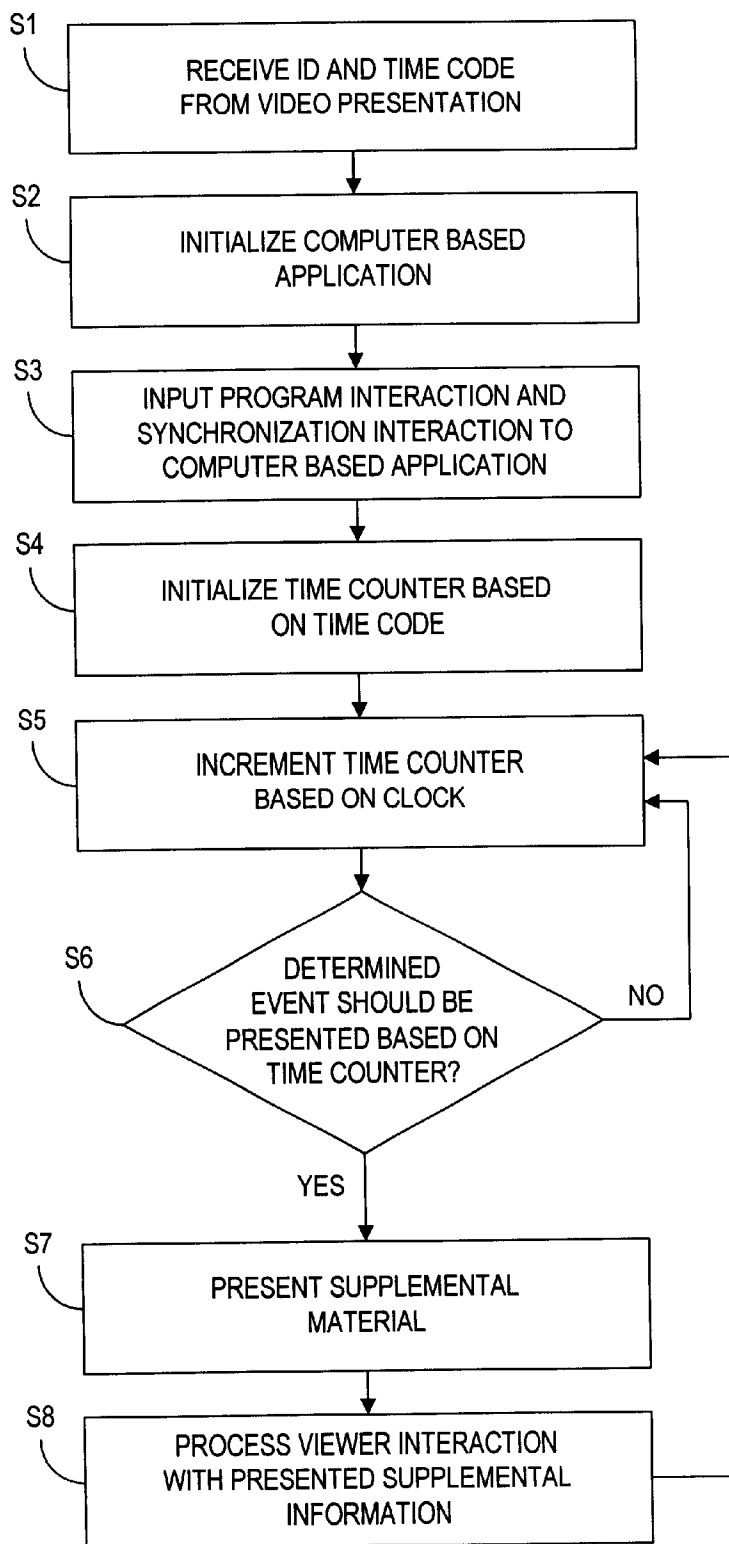 S1
RECEIVE ID AND TIME CODE
FROM VIDEO PRESENTATION
S2
INITIALIZE COMPUTER BASED
APPLICATION
S3
INPUT PROGRAM INTERACTION AND
SYNCHRONIZATION INTERACTION TO
COMPUTER BASED APPLICATION
S4
INITIALIZE TIME COUNTER BASED
ON TIME CODE
S5
INCREMENT TIME COUNTER
BASED ON CLOCK
S6
DETERMINED
EVENT SHOULD BE
PRESENTED BASED ON
TIME COUNTER?
NO
YES
S7
PRESENT SUPPLEMENTAL
MATERIAL
S8
PROCESS VIEWER INTERACTION
WITH PRESENTED SUPPLEMENTAL
INFORMATION